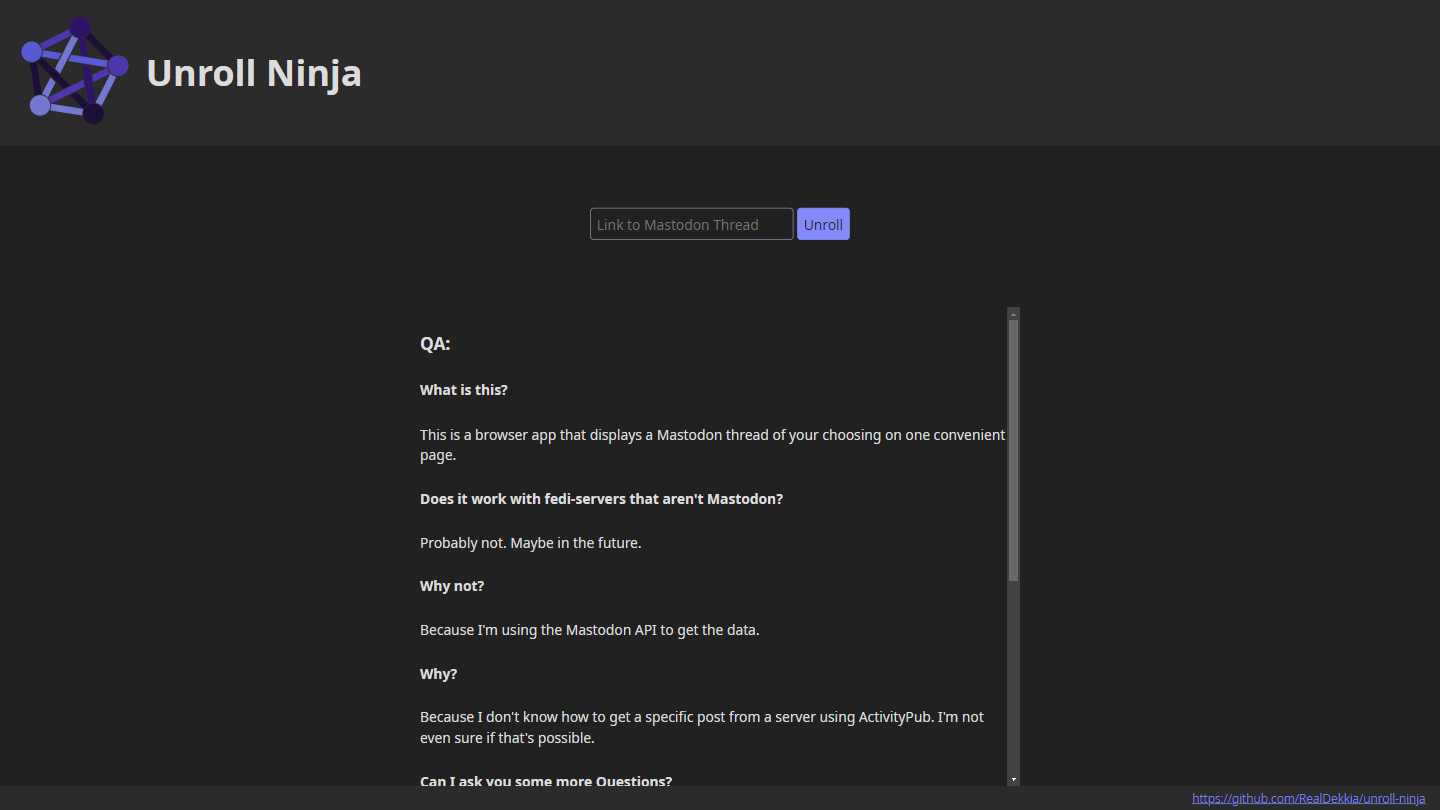 Unroll Ninja
Link to Mastodon Thread
Unroll
QA:
What is this?
This is a browser app that displays a Mastodon thread of your choosing on one convenient
page.
Does it work with fedi-servers that aren't Mastodon?
Probably not. Maybe in the future.
Why not?
Because I'm using the Mastodon API to get the data.
Why?
Because I don't know how to get a specific post from a server using ActivityPub. I'm not
even sure if that's possible.
Can I ask you some more Questions?
https://github.com/RealDekkia/unroll-ninja